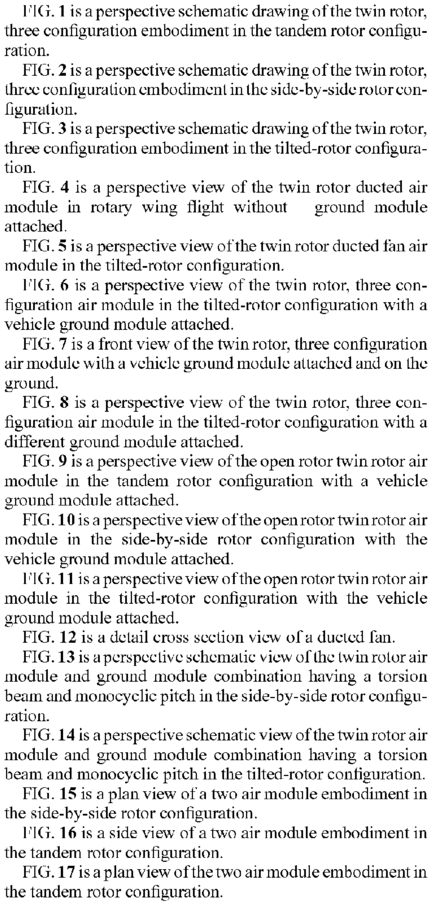 FIG. 1 is a perspective schematic drawing of the twin rotor,
three configuration embodiment in the tandem rotor configu-
ration.
FIG. 2 is a perspective schematic drawing of the twin rotor,
three configuration embodiment in the side-by-side rotor con-
figuration.
FIG. 3 is a perspective schematic drawing of the twin rotor,
three configuration embodiment in the tilted-rotor configura-
tion.
FIG. 4 is a perspective view of the twin rotor ducted air
module in rotary wing flight without ground module
attached.
FIG. 5 is a perspective view of the twin rotor ducted fan air
module in the tilted-rotor configuration.
FIG. 6 is a perspective view of the twin rotor, three con-
figuration air module in the tilted-rotor configuration with a
vehicle ground module attached.
FIG. 7 is a front view of the twin rotor, three configuration
air module with a vehicle ground module attached and on the
ground.
FIG. 8 is a perspective view of the twin rotor, three con-
figuration air module in the tilted-rotor configuration with a
different ground module attached.
FIG. 9 is a perspective view of the open rotor twin rotor air
module in the tandem rotor configuration with a vehicle
ground module attached.
FIG. 10 is a perspective view of the open rotor twin rotor air
module in the side-by-side rotor configuration with the
vehicle ground module attached.
FIG. 11 is a perspective view of the open rotor twin rotor air
module in the tilted-rotor configuration with the vehicle
ground module attached.
FIG. 12 is a detail cross section view of a ducted fan.
FIG. 13 is a perspective schematic view of the twin rotor air
module and ground module combination having a torsion
beam and monocyclic pitch in the side-by-side rotor configu-
ration.
FIG. 14 is a perspective schematic view of the twin rotor air
module and ground module combination having a torsion
beam and monocyclic pitch in the tilted-rotor configuration.
FIG. 15 is a plan view of a two air module embodiment in
the side-by-side rotor configuration.
FIG. 16 is a side view of a two air module embodiment in
the tandem rotor configuration.
FIG. 17 is a plan view of the two air module embodiment in
the tandem rotor configuration.